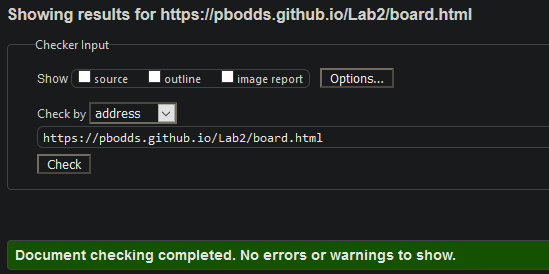 Showing results for https://pbodds.github.io/Lab2/board.html
Checker Input
Show source outline image report Options...
Check by address
https://pbodds.github.io/Lab2/board.html
Check
Document checking completed. No errors or warnings to show.